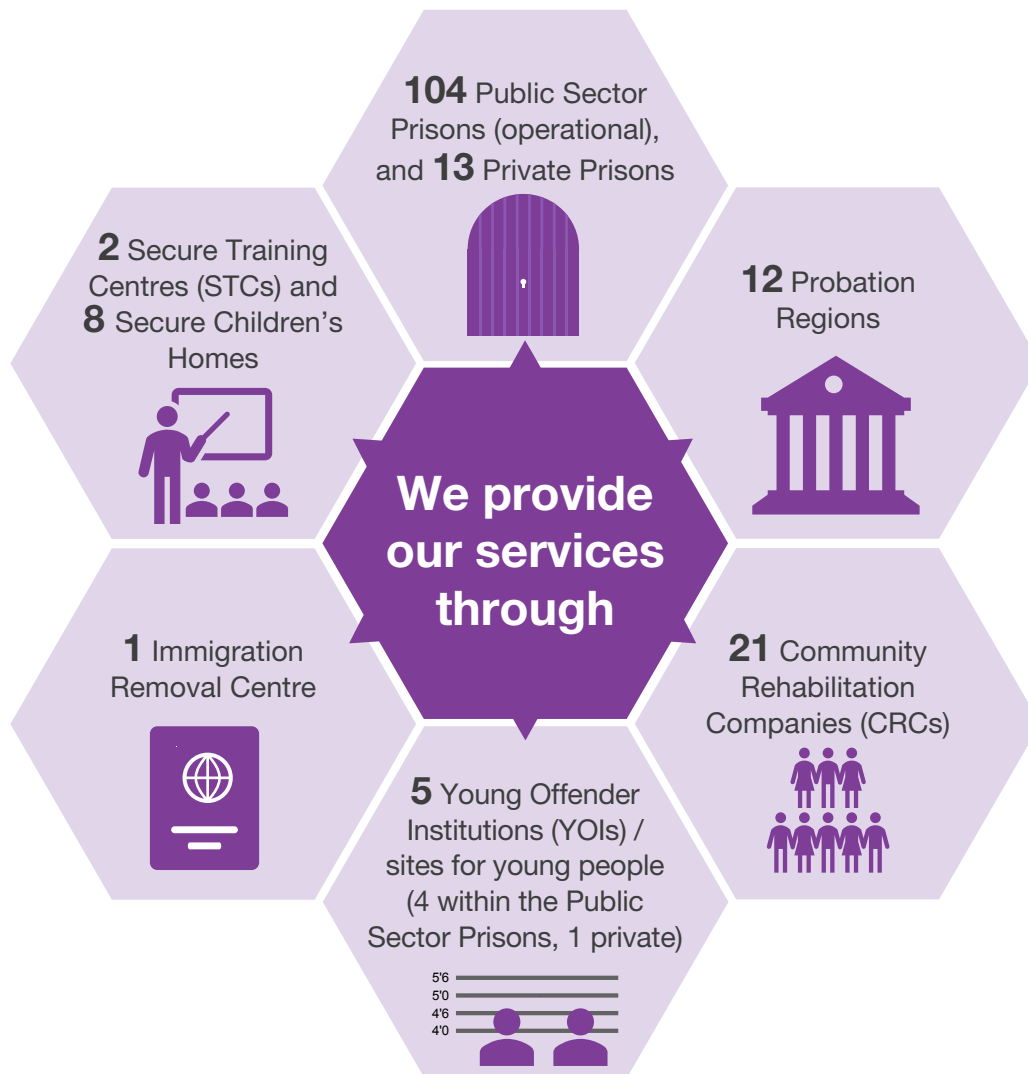 104 Public Sector
Prisons (operational),
and 13 Private Prisons
2 Secure Training
Centres (STCs) and
8 Secure Children's
Homes
12 Probation
Regions
We provide
our services
through
1 Immigration
Removal Centre
21 Community
Rehabilitation
Companies (CRCs)
5 Young Offender
Institutions (YOIs) /
sites for young people
(4 within the Public
Sector Prisons, 1 private)
5'6
5'0
4'6
4'0